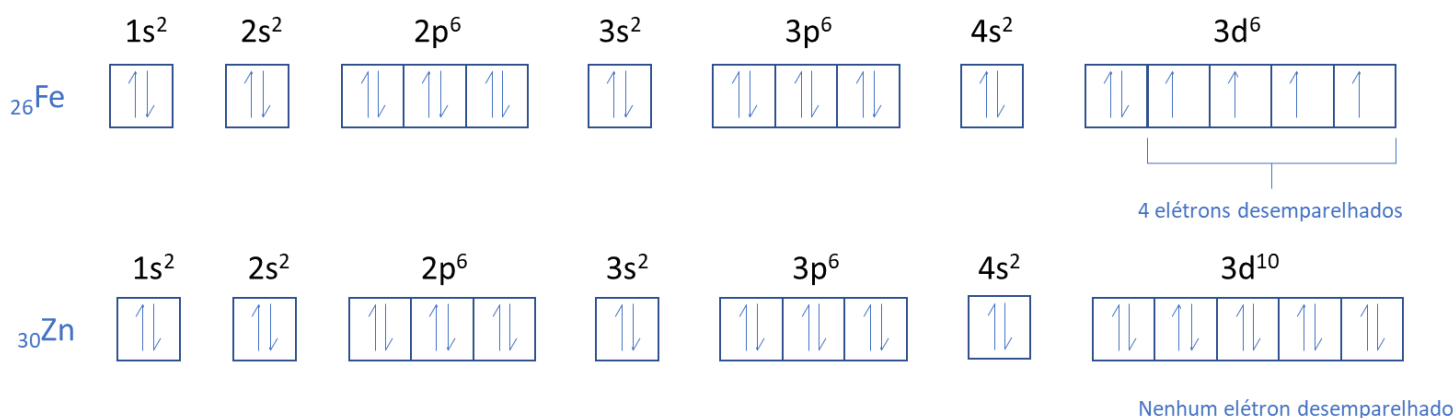 1s² 2s² 2p⁶ 3s² 3p⁶ 4s² 3d⁶
₂₆Fe
4 elétrons desemparelhados
1s² 2s² 2p⁶ 3s² 3p⁶ 4s² 3d¹⁰
₃₀Zn
Nenhum elétron desemparelhado